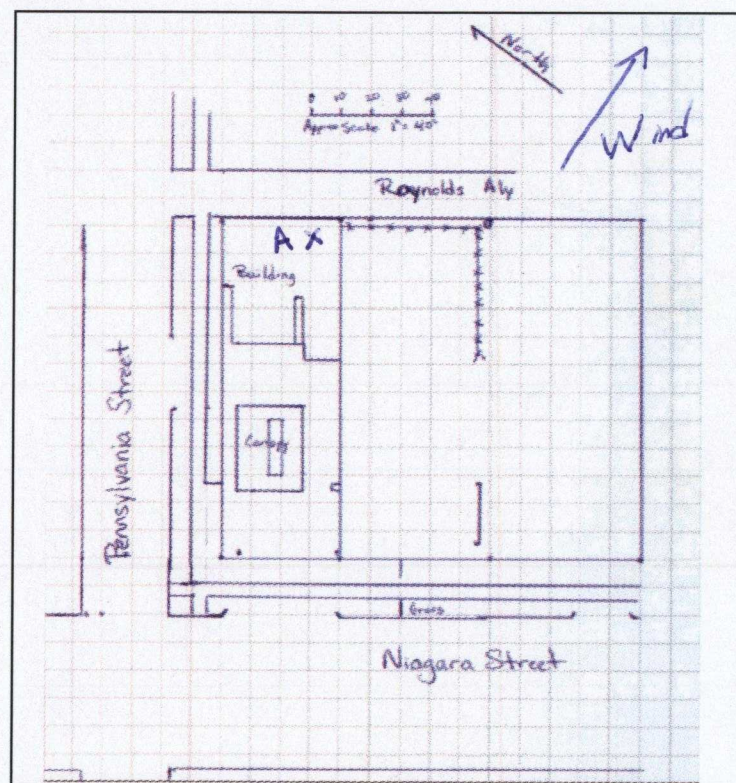 North
Wind
0 10 20 30 40
Approx Scale 1" = 40'
Reynolds Aly
A X
Building
Pennsylvania Street
Canopy
Grass
Niagara Street